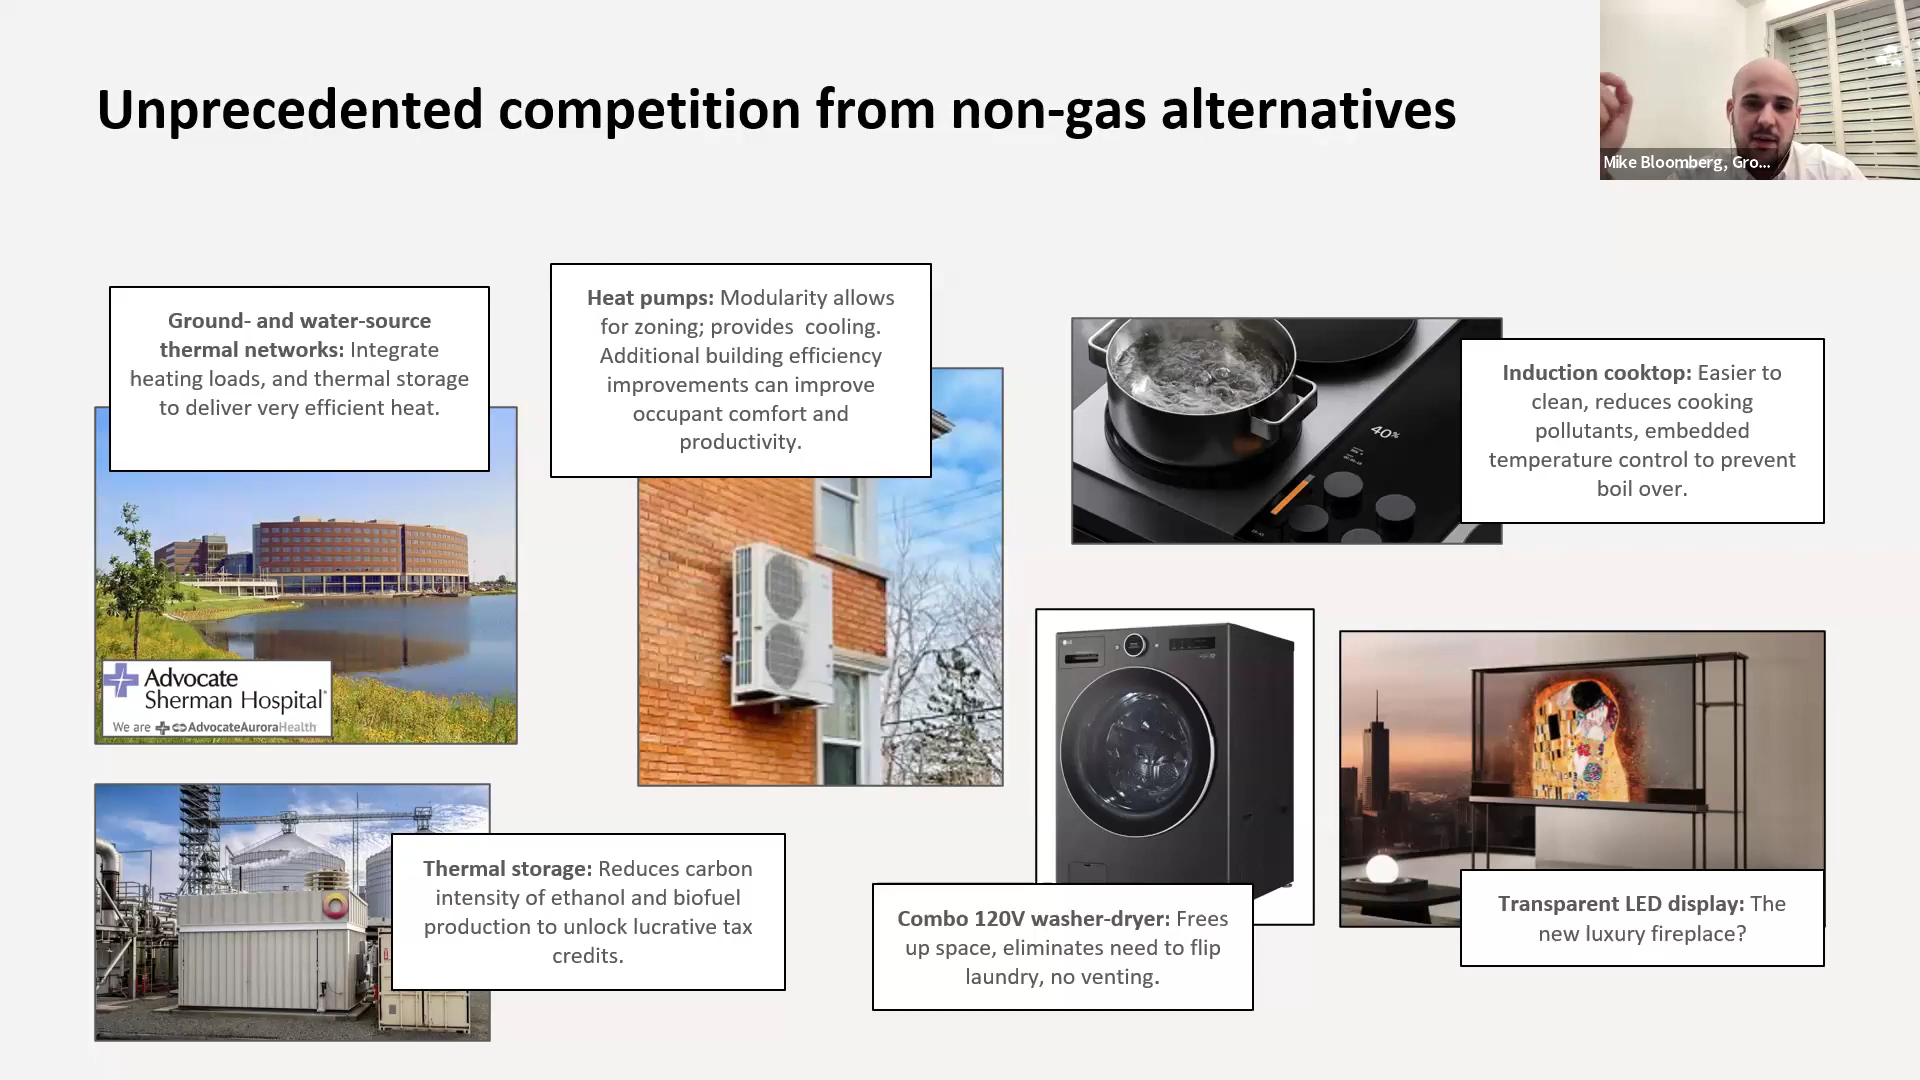 Unprecedented competition from non-gas alternatives
Mike Bloomberg, Gro...
Ground- and water-source
thermal networks: Integrate
heating loads, and thermal storage
to deliver very efficient heat.
Heat pumps: Modularity allows
for zoning; provides cooling.
Additional building efficiency
improvements can improve
occupant comfort and
productivity.
Induction cooktop: Easier to
clean, reduces cooking
pollutants, embedded
temperature control to prevent
boil over.
40%
Advocate
Sherman Hospital
We are AdvocateAuroraHealth
Thermal storage: Reduces carbon
intensity of ethanol and biofuel
production to unlock lucrative tax
credits.
LG
Combo 120V washer-dryer: Frees
up space, eliminates need to flip
laundry, no venting.
Transparent LED display: The
new luxury fireplace?